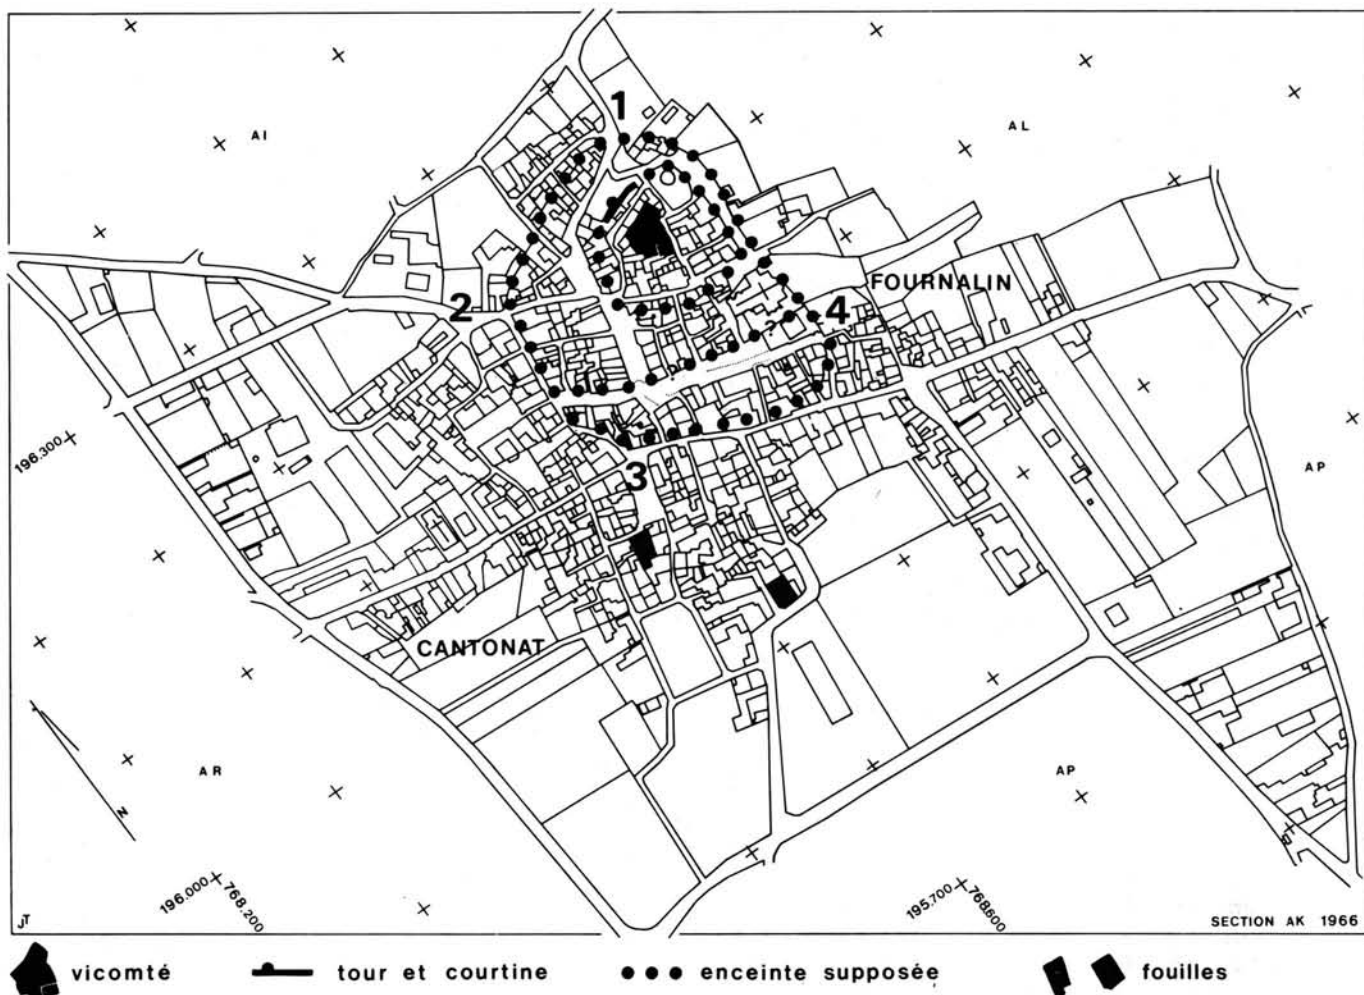 1
AI
AL
FOURNALIN
2
4
?
196.300
AP
3
CANTONAT
AR
AP
N
196.000
768.200
195.700
768.600
JT
SECTION AK 1966
vicomté
tour et courtine
enceinte supposée
fouilles